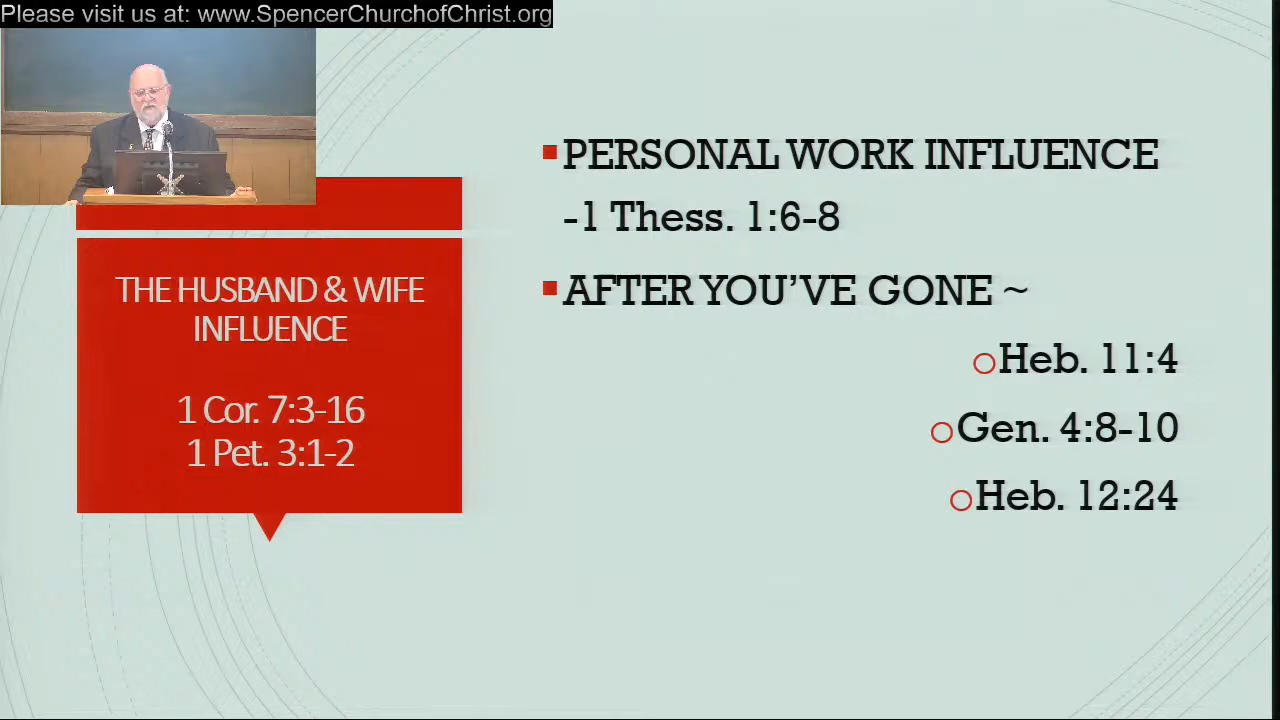 Please visit us at: www.SpencerChurchofChrist.org
THE HUSBAND & WIFE
INFLUENCE
1 Cor. 7:3-16
1 Pet. 3:1-2
PERSONAL WORK INFLUENCE
-1 Thess. 1:6-8
AFTER YOU’VE GONE ~
Heb. 11:4
Gen. 4:8-10
Heb. 12:24